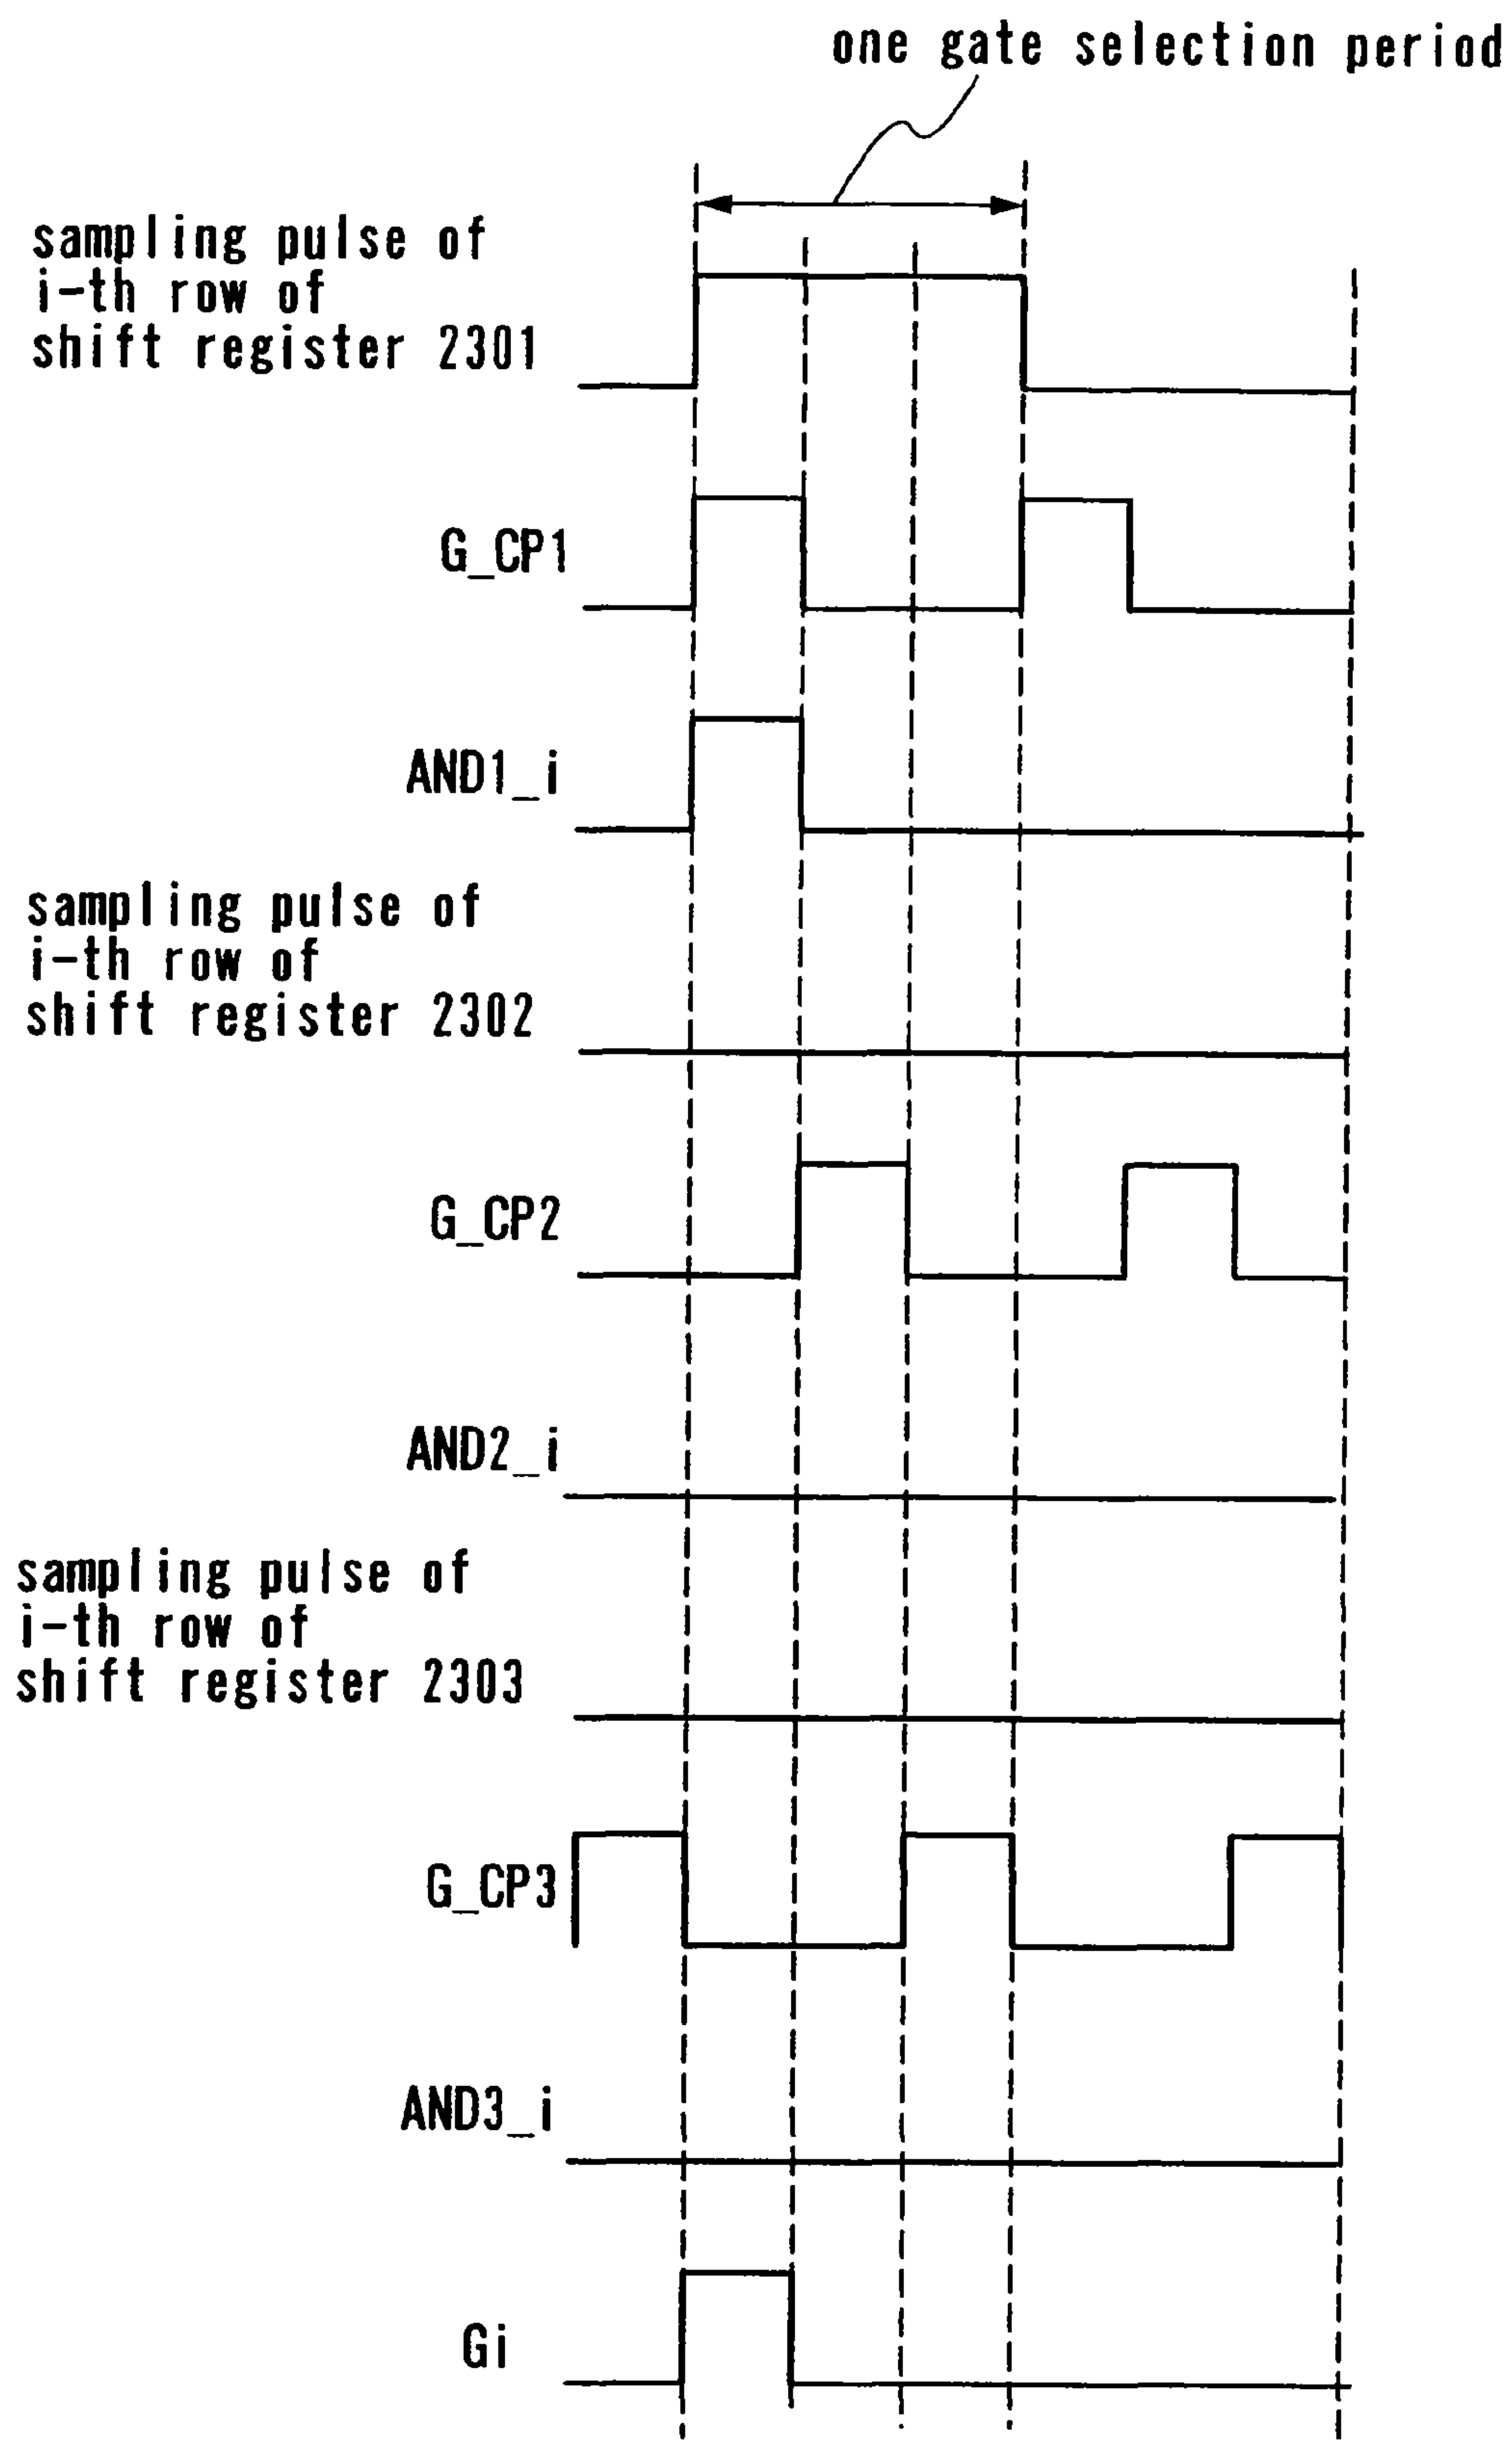 one gate selection period
sampling pulse of
i-th row of
shift register 2301
G_CP1
AND1_i
sampling pulse of
i-th row of
shift register 2302
G_CP2
AND2_i
sampling pulse of
i-th row of
shift register 2303
G_CP3
AND3_i
Gi